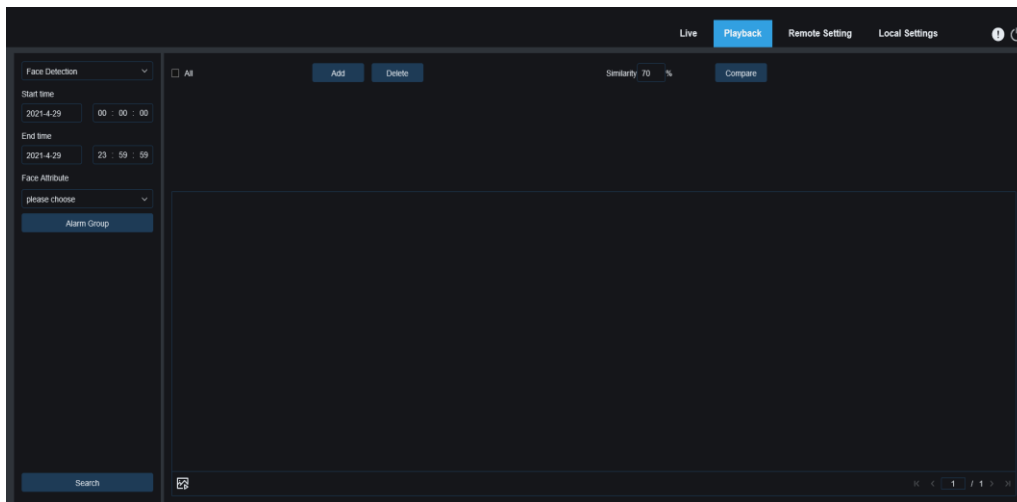 Live Playback Remote Setting Local Settings
Face Detection
All Add Delete Similarity 70 % Compare
Start time
2021-4-29 00 : 00 : 00
End time
2021-4-29 23 : 59 : 59
Face Attribute
please choose
Alarm Group
Search
1 / 1